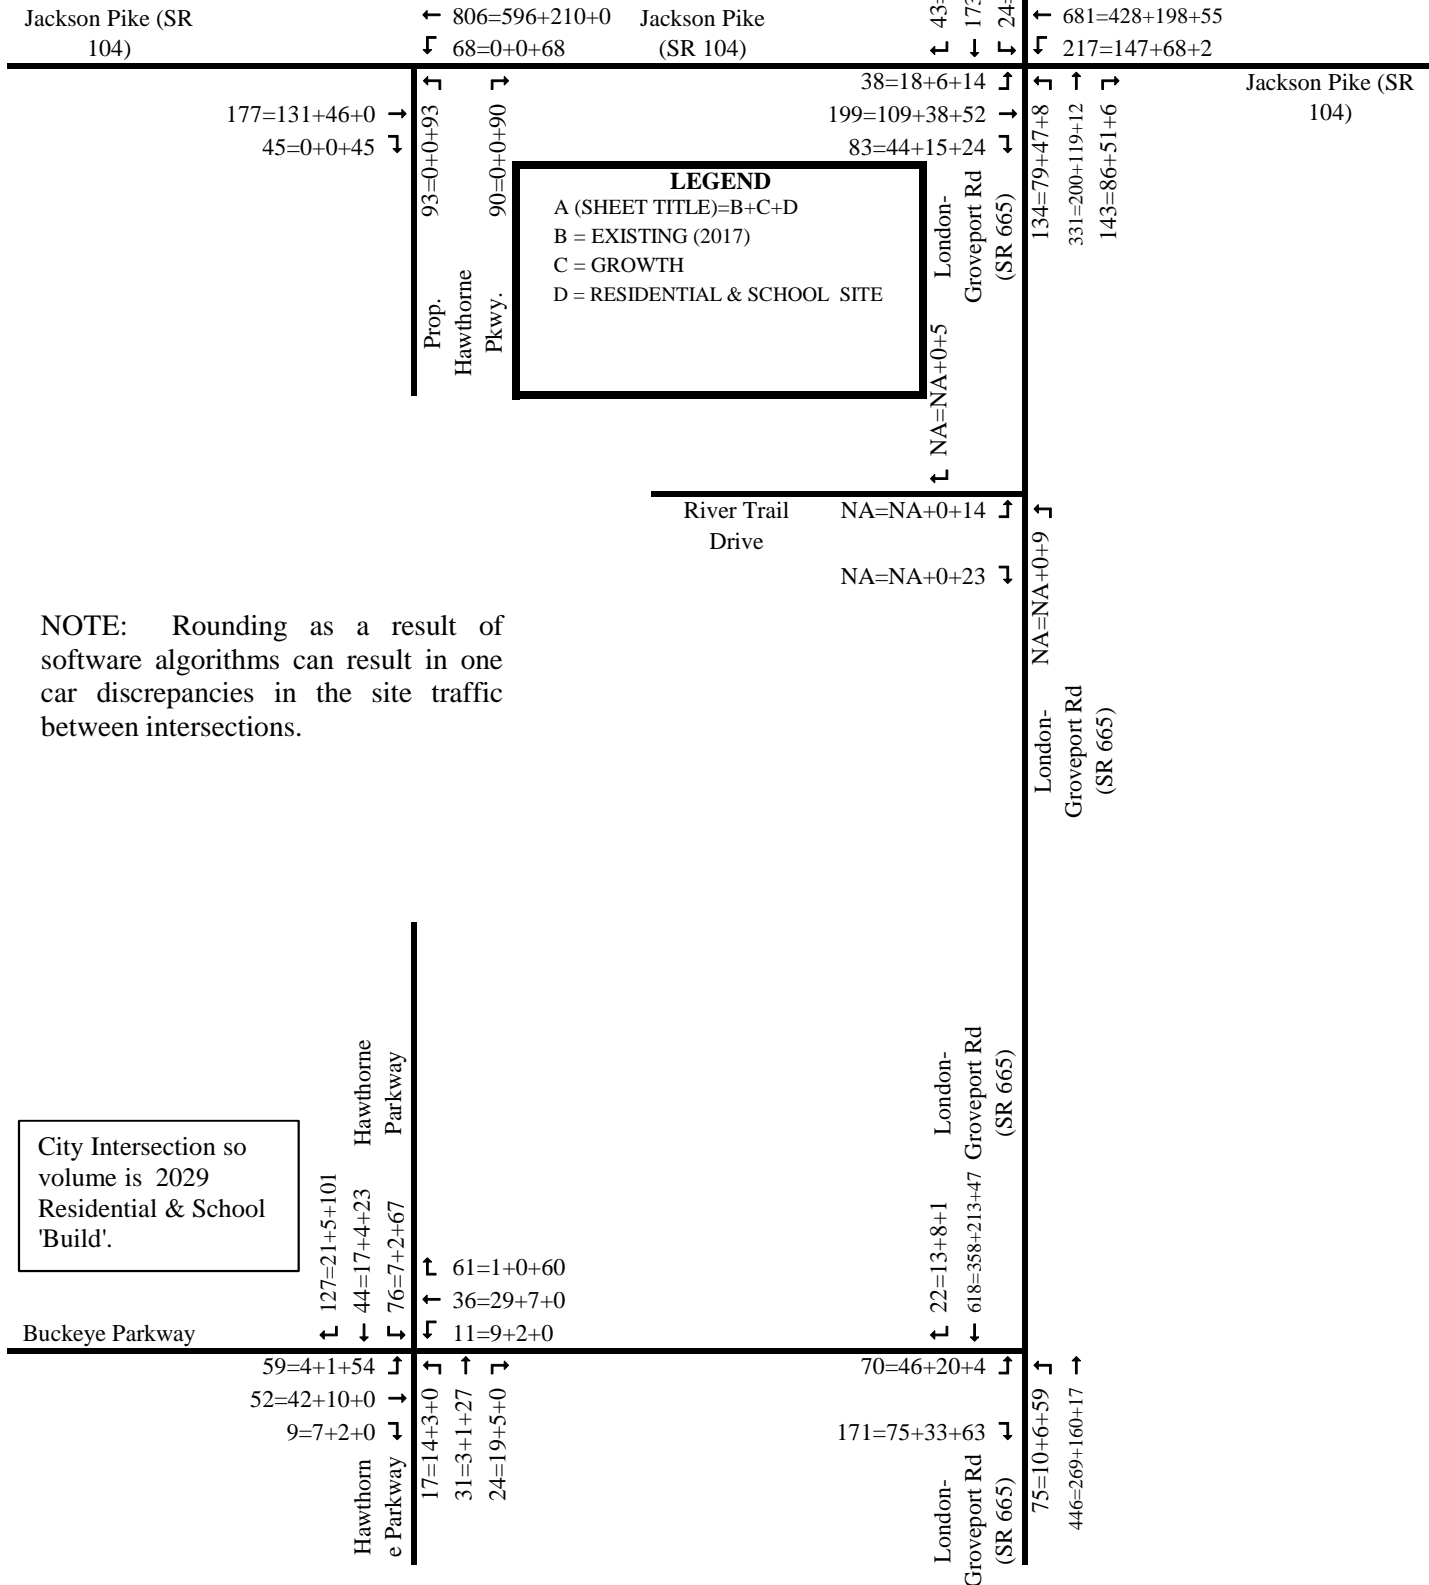 Jackson Pike (SR
104)
← 806=596+210+0
68=0+0+68
Jackson Pike
(SR 104)
43=
173
24=
← 681=428+198+55
217=147+68+2
177=131+46+0 →
45=0+0+45
93=0+0+93
90=0+0+90
Prop.
Hawthorne
Pkwy.
38=18+6+14
199=109+38+52 →
83=44+15+24
134=79+47+8
331=200+119+12
143=86+51+6
Jackson Pike (SR
104)
LEGEND
A (SHEET TITLE)=B+C+D
B = EXISTING (2017)
C = GROWTH
D = RESIDENTIAL & SCHOOL SITE
London-
Groveport Rd
(SR 665)
NA=NA+0+5
River Trail
Drive
NA=NA+0+14
NA=NA+0+23
NA=NA+0+9
London-
Groveport Rd
(SR 665)
NOTE: Rounding as a result of
software algorithms can result in one
car discrepancies in the site traffic
between intersections.
City Intersection so
volume is 2029
Residential & School
'Build'.
Hawthorne
Parkway
127=21+5+101
44=17+4+23
76=7+2+67
61=1+0+60
← 36=29+7+0
11=9+2+0
London-
Groveport Rd
(SR 665)
22=13+8+1
618=358+213+47
Buckeye Parkway
59=4+1+54
52=42+10+0 →
9=7+2+0
17=14+3+0
31=3+1+27
24=19+5+0
Hawthorn
e Parkway
70=46+20+4
171=75+33+63
75=10+6+59
446=269+160+17
London-
Groveport Rd
(SR 665)